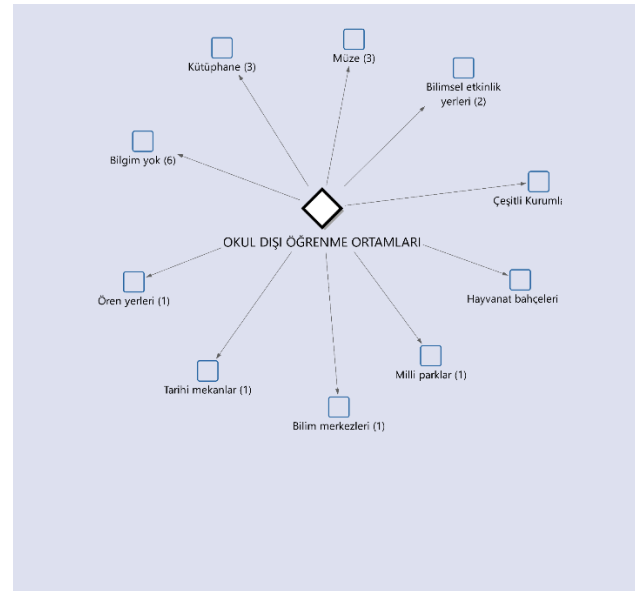 Müze (3)
Kütüphane (3)
Bilimsel etkinlik
yerleri (2)
Bilgim yok (6)
Çeşitli Kurumlı
OKUL DIŞI ÖĞRENME ORTAMLARI
Ören yerleri (1)
Hayvanat bahçeleri
Milli parklar (1)
Tarihi mekanlar (1)
Bilim merkezleri (1)